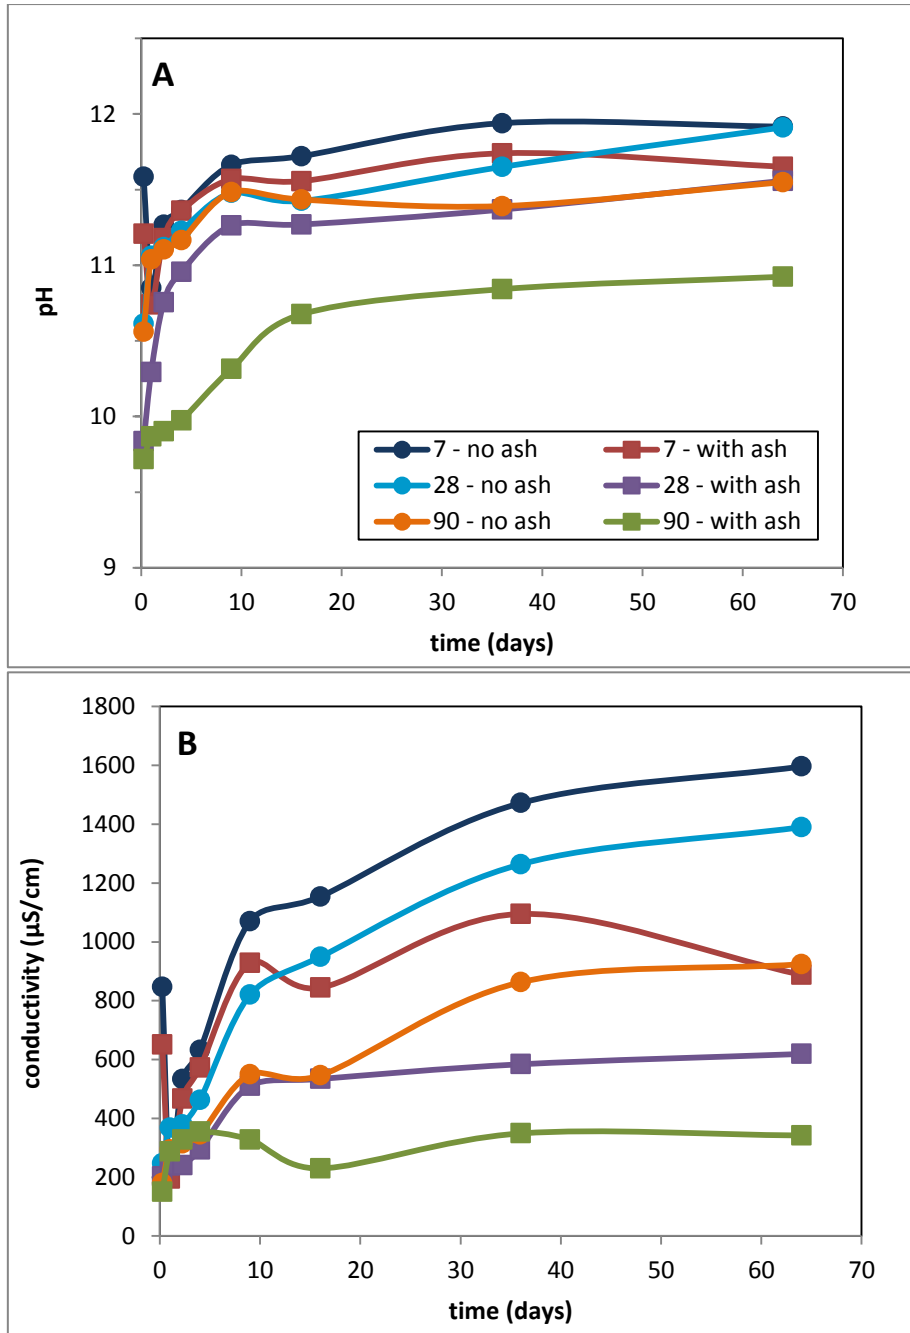 A
12
11
10
9
pH
7 - no ash 7 - with ash
28 - no ash 28 - with ash
90 - no ash 90 - with ash
0 10 20 30 40 50 60 70
time (days)
B
1800
1600
1400
1200
1000
800
600
400
200
0
conductivity (µS/cm)
0 10 20 30 40 50 60 70
time (days)